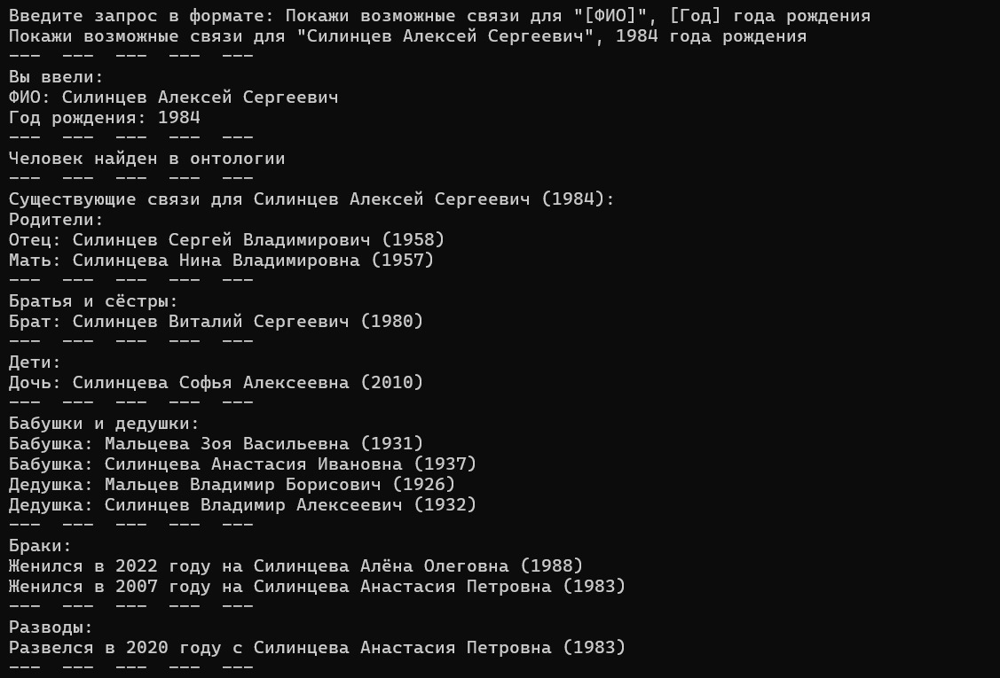 Введите запрос в формате: Покажи возможные связи для "[ФИО]", [Год] года рождения
Покажи возможные связи для "Силинцев Алексей Сергеевич", 1984 года рождения
--- --- --- --- ---
Вы ввели:
ФИО: Силинцев Алексей Сергеевич
Год рождения: 1984
--- --- --- --- ---
Человек найден в онтологии
--- --- --- --- ---
Существующие связи для Силинцев Алексей Сергеевич (1984):
Родители:
Отец: Силинцев Сергей Владимирович (1958)
Мать: Силинцева Нина Владимировна (1957)
--- --- --- --- ---
Братья и сёстры:
Брат: Силинцев Виталий Сергеевич (1980)
--- --- --- --- ---
Дети:
Дочь: Силинцева Софья Алексеевна (2010)
--- --- --- --- ---
Бабушки и дедушки:
Бабушка: Мальцева Зоя Васильевна (1931)
Бабушка: Силинцева Анастасия Ивановна (1937)
Дедушка: Мальцев Владимир Борисович (1926)
Дедушка: Силинцев Владимир Алексеевич (1932)
--- --- --- --- ---
Браки:
Женился в 2022 году на Силинцева Алёна Олеговна (1988)
Женился в 2007 году на Силинцева Анастасия Петровна (1983)
--- --- --- --- ---
Разводы:
Развелся в 2020 году с Силинцева Анастасия Петровна (1983)
--- --- --- --- ---